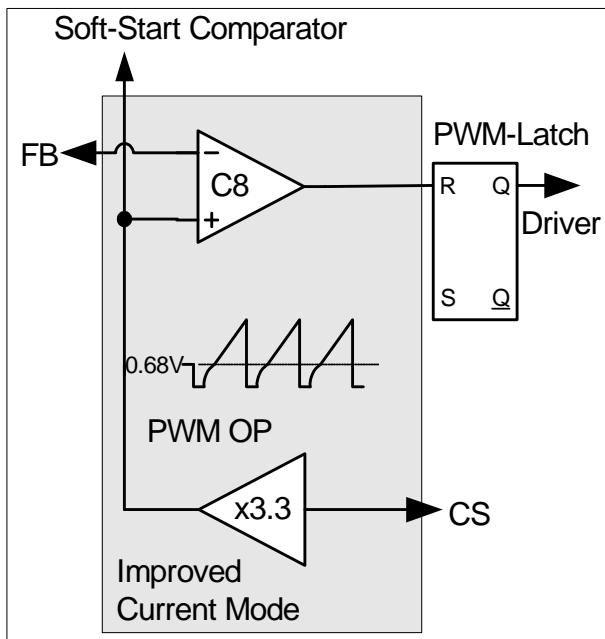 Soft-Start Comparator
FB
−
C8
+
PWM-Latch
R Q
Driver
S Q
0.68V
PWM OP
x3.3
CS
Improved
Current Mode